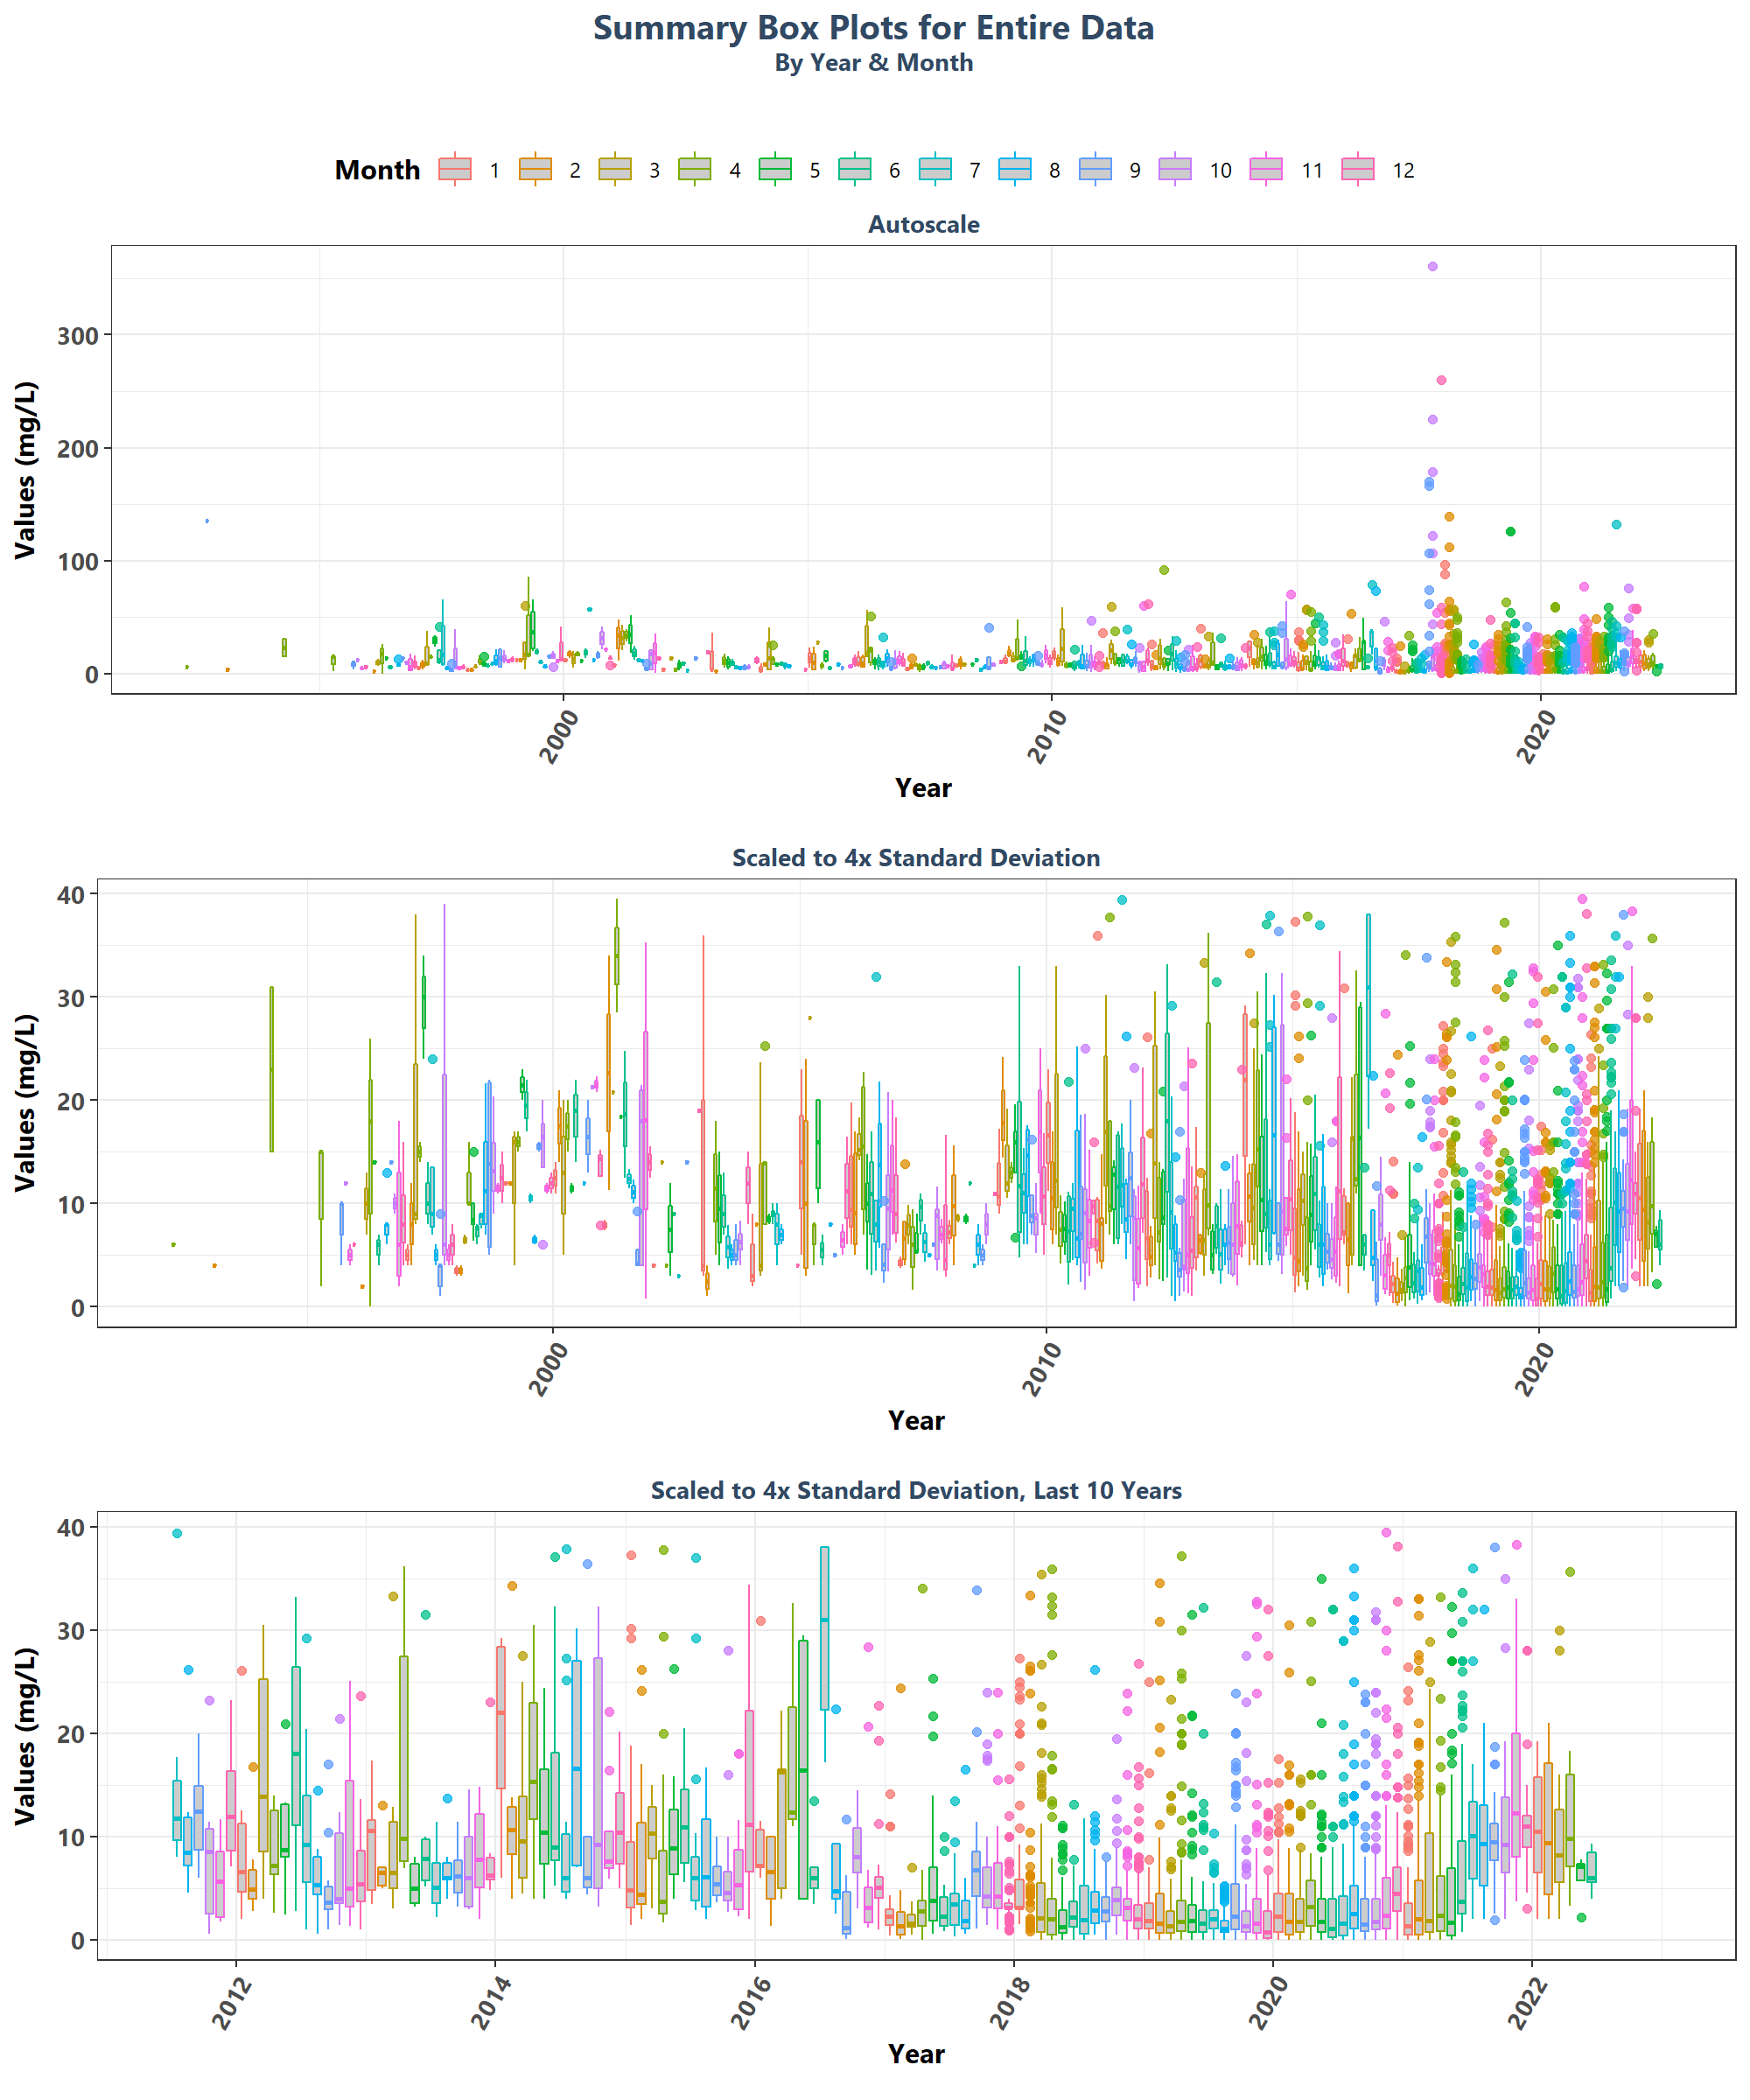 Summary Box Plots for Entire Data
By Year & Month
Month 1 2 3 4 5 6 7 8 9 10 11 12
Autoscale
Values (mg/L)
300
200
100
0
2000 2010 2020
Year
Scaled to 4x Standard Deviation
Values (mg/L)
40
30
20
10
0
2000 2010 2020
Year
Scaled to 4x Standard Deviation, Last 10 Years
Values (mg/L)
40
30
20
10
0
2012 2014 2016 2018 2020 2022
Year